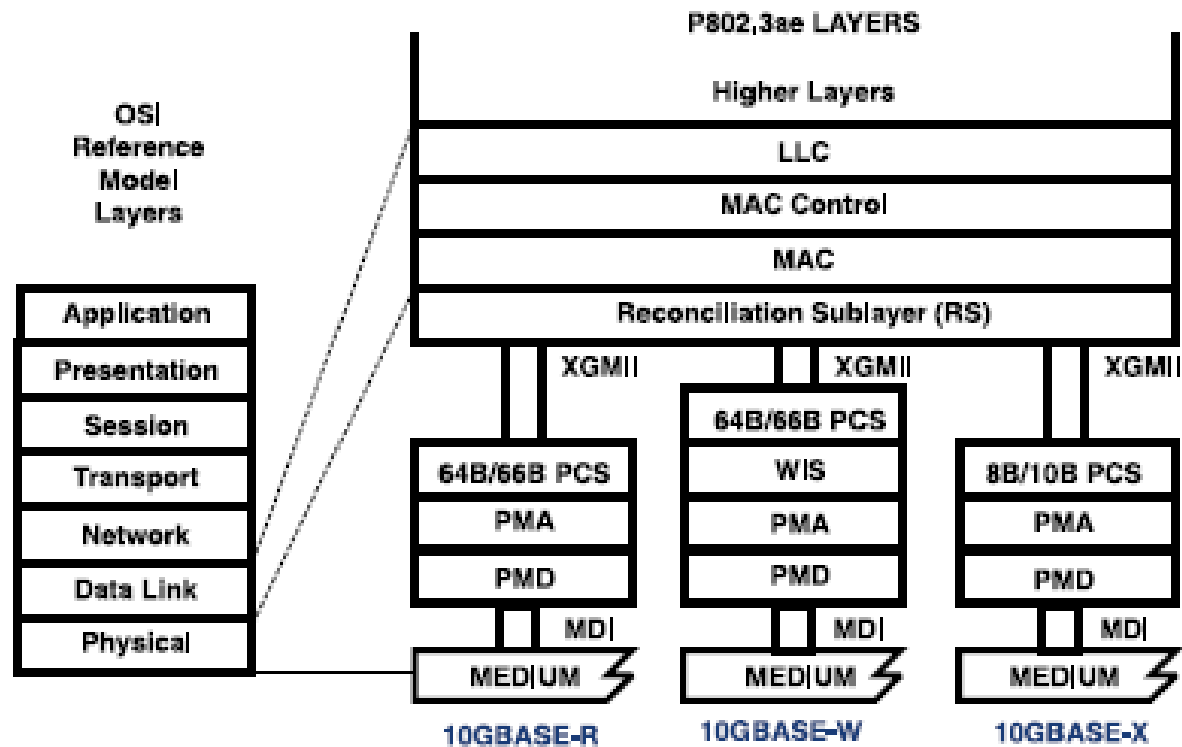 P802,3ae LAYERS
Higher Layers
OSI
Reference
Model
Layers
LLC
MAC Control
MAC
Reconciliation Sublayer (RS)
Application
Presentation
Session
Transport
Network
Data Link
Physical
XGMII
XGMII
XGMII
64B/66B PCS
PMA
PMD
MDI
MEDIUM
10GBASE-R
64B/66B PCS
WIS
PMA
PMD
MDI
MEDIUM
10GBASE-W
8B/10B PCS
PMA
PMD
MDI
MEDIUM
10GBASE-X